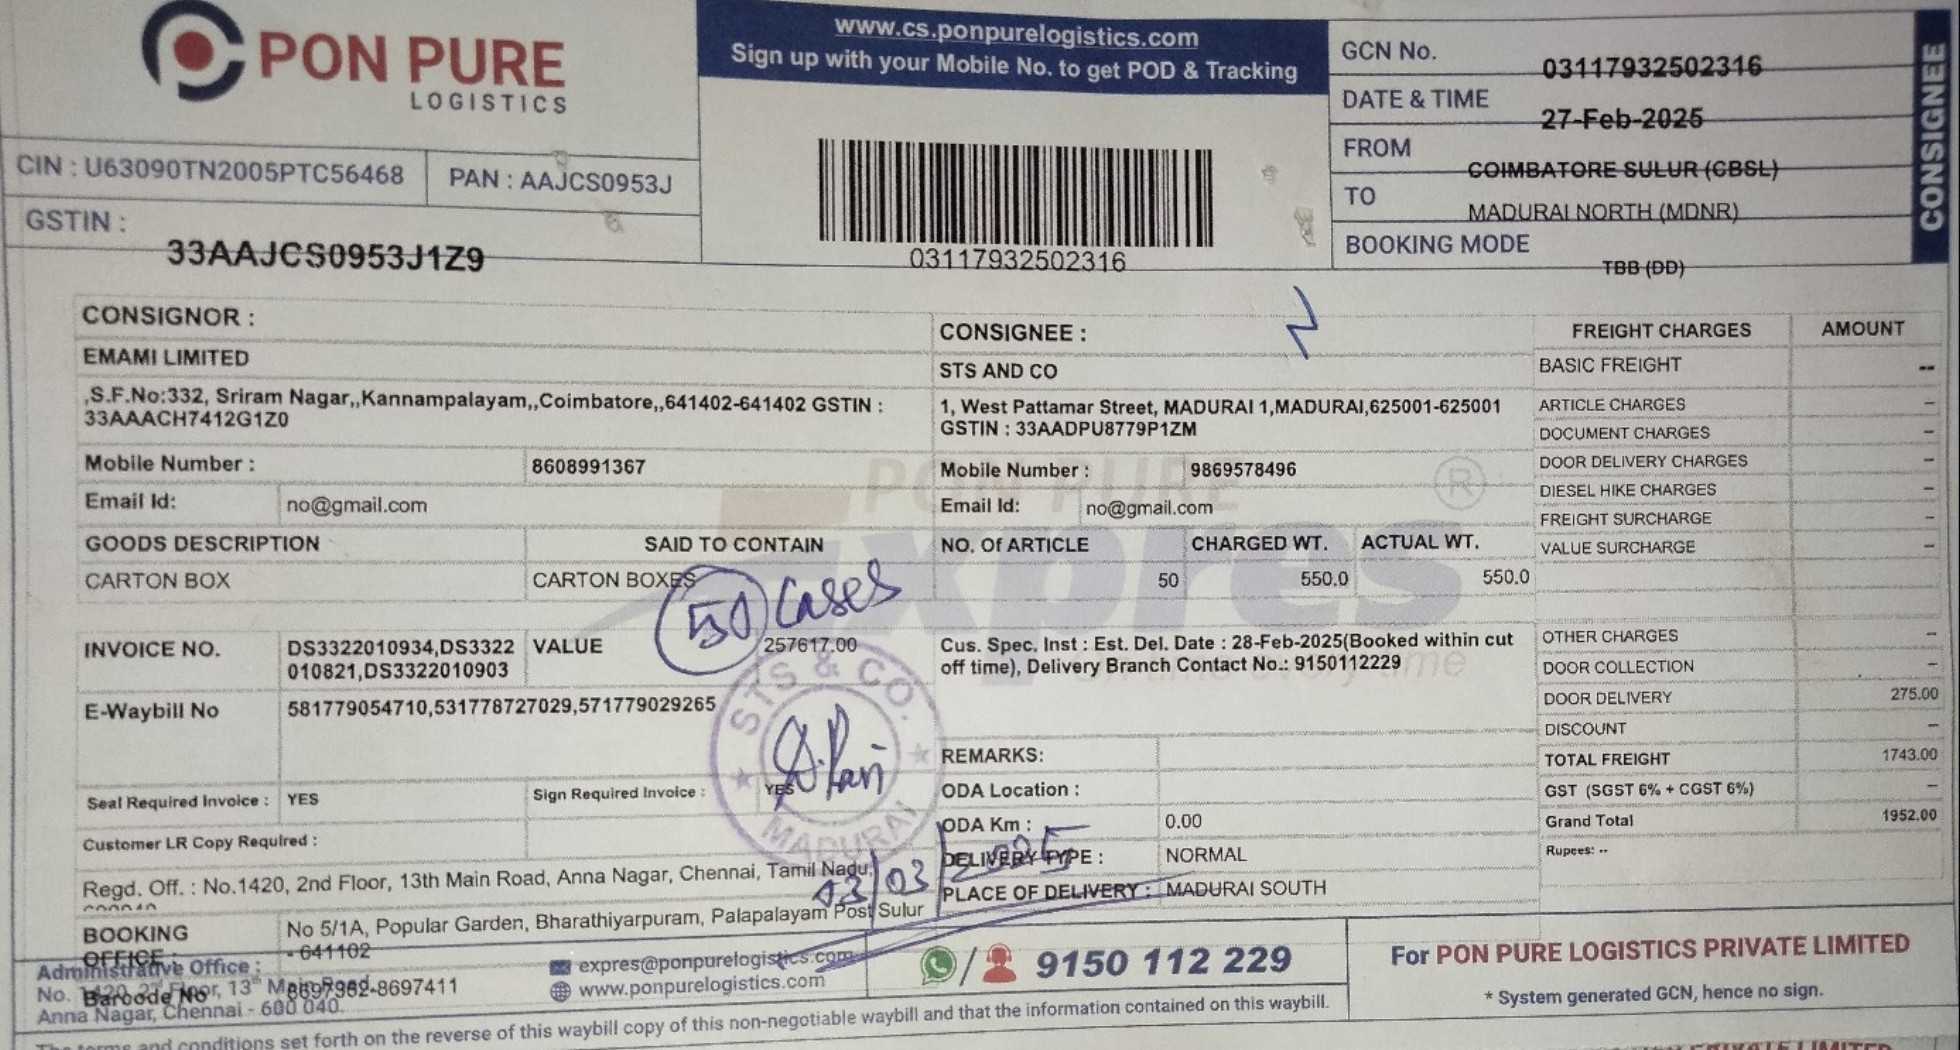 PON PURE
LOGISTICS
www.cs.ponpurelogistics.com
Sign up with your Mobile No. to get POD & Tracking
GCN No. 03117932502316
DATE & TIME 27-Feb-2025
FROM COIMBATORE SULUR (CBSL)
TO MADURAI NORTH (MDNR)
BOOKING MODE TBB (DD)
CONSIGNEE
CIN : U63090TN2005PTC56468 PAN : AAJCS0953J
GSTIN : 33AAJCS0953J1Z9
03117932502316
CONSIGNOR :
EMAMI LIMITED
,S.F.No:332, Sriram Nagar,,Kannampalayam,,Coimbatore,,641402-641402 GSTIN :
33AAACH7412G1Z0
Mobile Number : 8608991367
Email Id: no@gmail.com
CONSIGNEE :
STS AND CO
1, West Pattamar Street, MADURAI 1,MADURAI,625001-625001
GSTIN : 33AADPU8779P1ZM
Mobile Number : 9869578496
Email Id: no@gmail.com
GOODS DESCRIPTION SAID TO CONTAIN NO. Of ARTICLE CHARGED WT. ACTUAL WT.
CARTON BOX CARTON BOXES 50 550.0 550.0
50 Cases
INVOICE NO. DS3322010934,DS3322 VALUE 257617.00
010821,DS3322010903
E-Waybill No 581779054710,531778727029,571779029265
Cus. Spec. Inst : Est. Del. Date : 28-Feb-2025(Booked within cut
off time), Delivery Branch Contact No.: 9150112229
STS & CO.
MADURAI
Seal Required Invoice : YES Sign Required Invoice : YES
Customer LR Copy Required :
REMARKS:
ODA Location :
ODA Km : 0.00
DELIVERY TYPE : NORMAL
PLACE OF DELIVERY : MADURAI SOUTH
03/03/2025
FREIGHT CHARGES AMOUNT
BASIC FREIGHT --
ARTICLE CHARGES -
DOCUMENT CHARGES -
DOOR DELIVERY CHARGES -
DIESEL HIKE CHARGES -
FREIGHT SURCHARGE -
VALUE SURCHARGE -
OTHER CHARGES -
DOOR COLLECTION -
DOOR DELIVERY 275.00
DISCOUNT -
TOTAL FREIGHT 1743.00
GST (SGST 6% + CGST 6%) -
Grand Total 1952.00
Rupees: --
Regd. Off. : No.1420, 2nd Floor, 13th Main Road, Anna Nagar, Chennai, Tamil Nadu,
BOOKING OFFICE : No 5/1A, Popular Garden, Bharathiyarpuram, Palapalayam Post Sulur
- 641102
Administrative Office :
Barcode No 8697362-8697411
Anna Nagar, Chennai - 600 040.
expres@ponpurelogistics.com
www.ponpurelogistics.com
9150 112 229
For PON PURE LOGISTICS PRIVATE LIMITED
* System generated GCN, hence no sign.
The terms and conditions set forth on the reverse of this waybill copy of this non-negotiable waybill and that the information contained on this waybill.